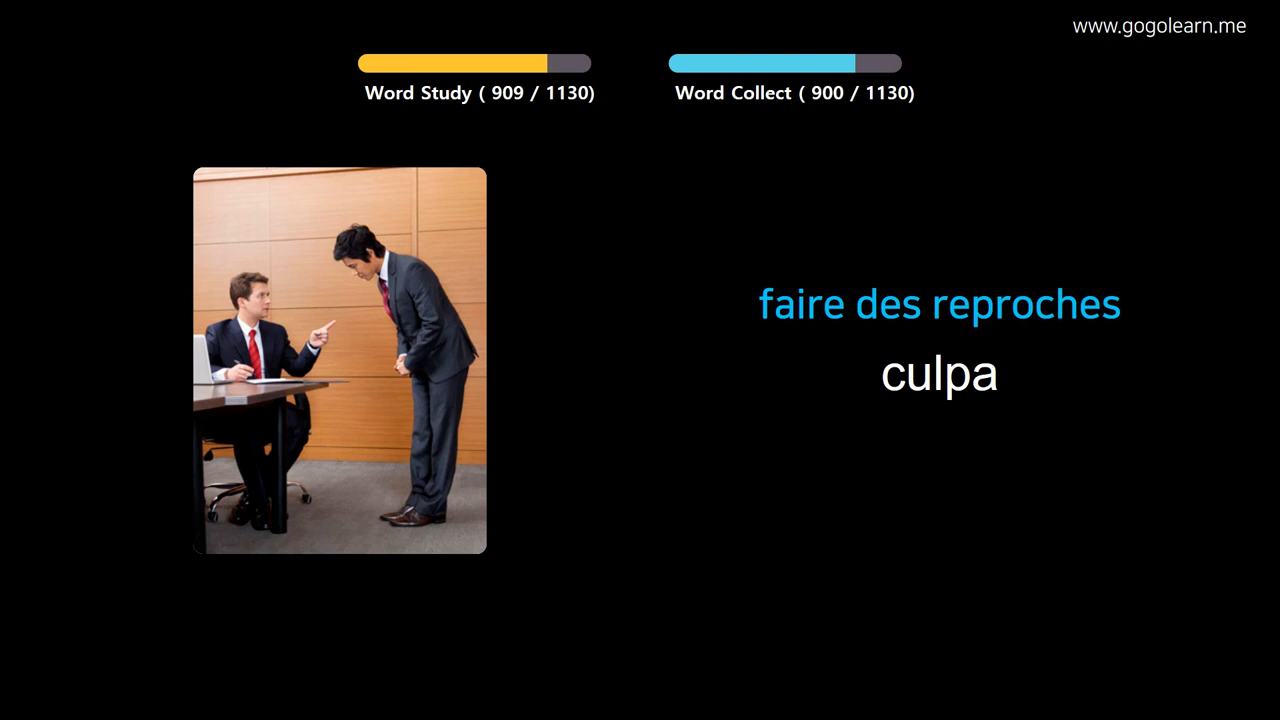 www.gogolearn.me
Word Study ( 909 / 1130)
Word Collect ( 900 / 1130)
faire des reproches
culpa